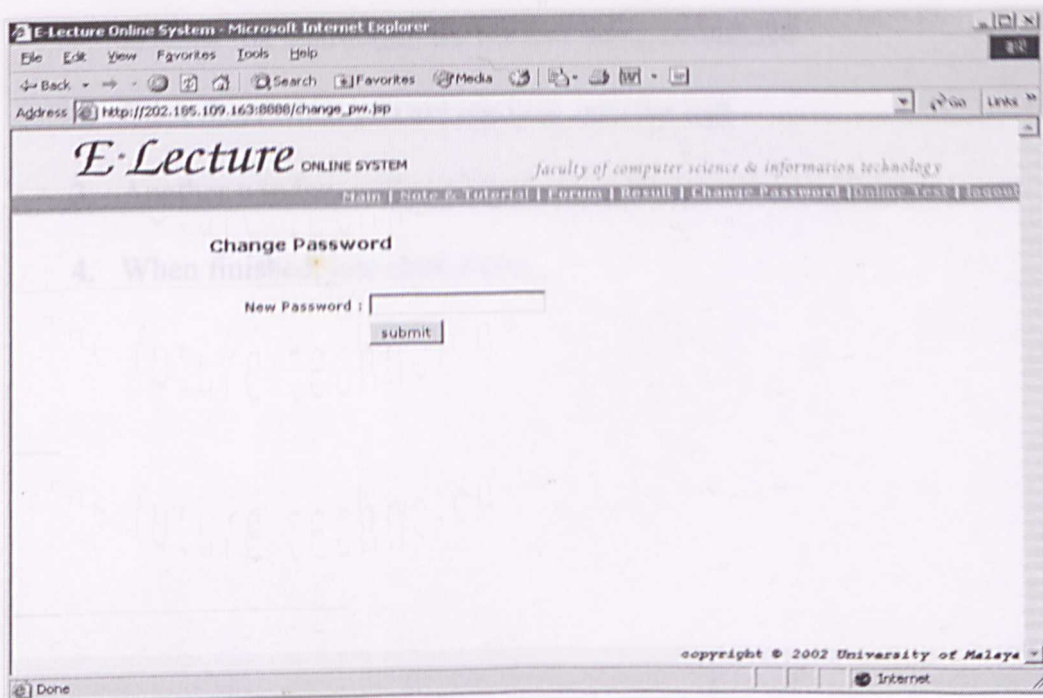 E-Lecture Online System - Microsoft Internet Explorer
File Edit View Favorites Tools Help
Back Search Favorites Media
Address http://202.185.109.163:8888/change_pw.jsp Go Links »
E-Lecture ONLINE SYSTEM faculty of computer science & information technology
Main | Note & Tutorial | Forum | Result | Change Password | Online Test | logout
Change Password
4. When finished
New Password :
submit
copyright © 2002 University of Malaya
Done Internet